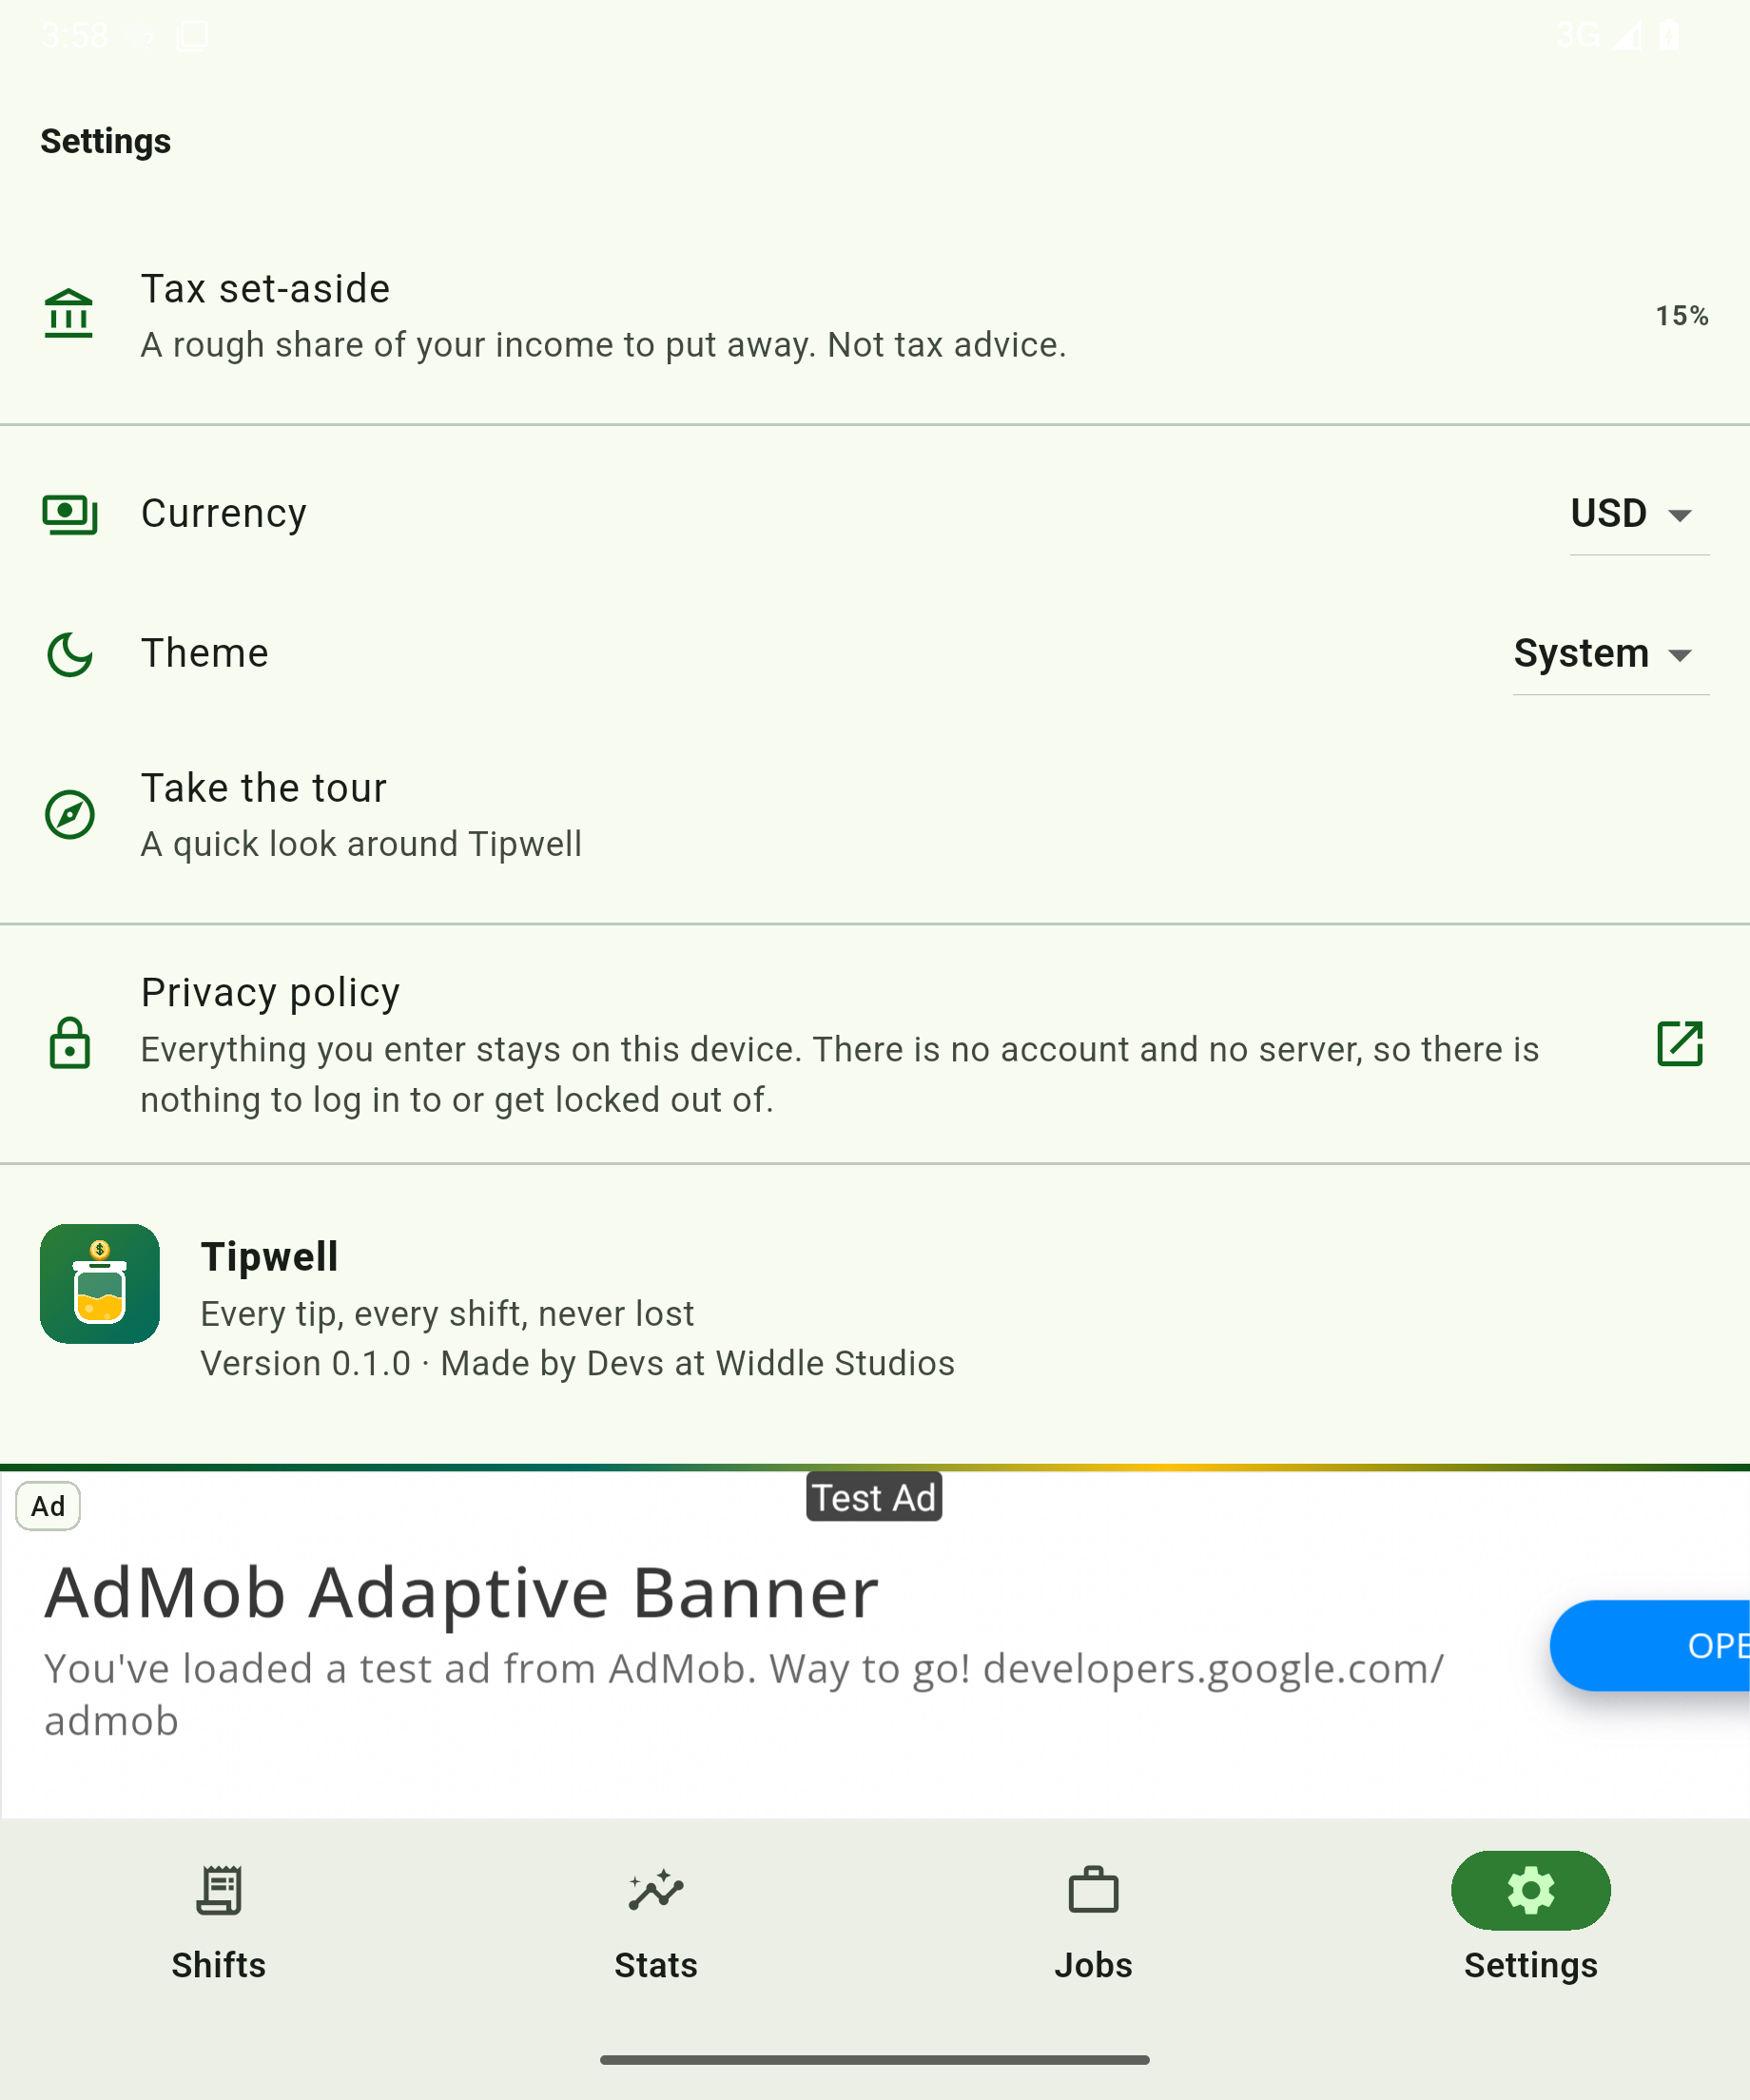 3:58
3G
Settings
Tax set-aside
A rough share of your income to put away. Not tax advice.
15%
Currency
USD
Theme
System
Take the tour
A quick look around Tipwell
Privacy policy
Everything you enter stays on this device. There is no account and no server, so there is
nothing to log in to or get locked out of.
Tipwell
Every tip, every shift, never lost
Version 0.1.0 · Made by Devs at Widdle Studios
Ad
Test Ad
AdMob Adaptive Banner
You've loaded a test ad from AdMob. Way to go! developers.google.com/
admob
OPE
Shifts
Stats
Jobs
Settings